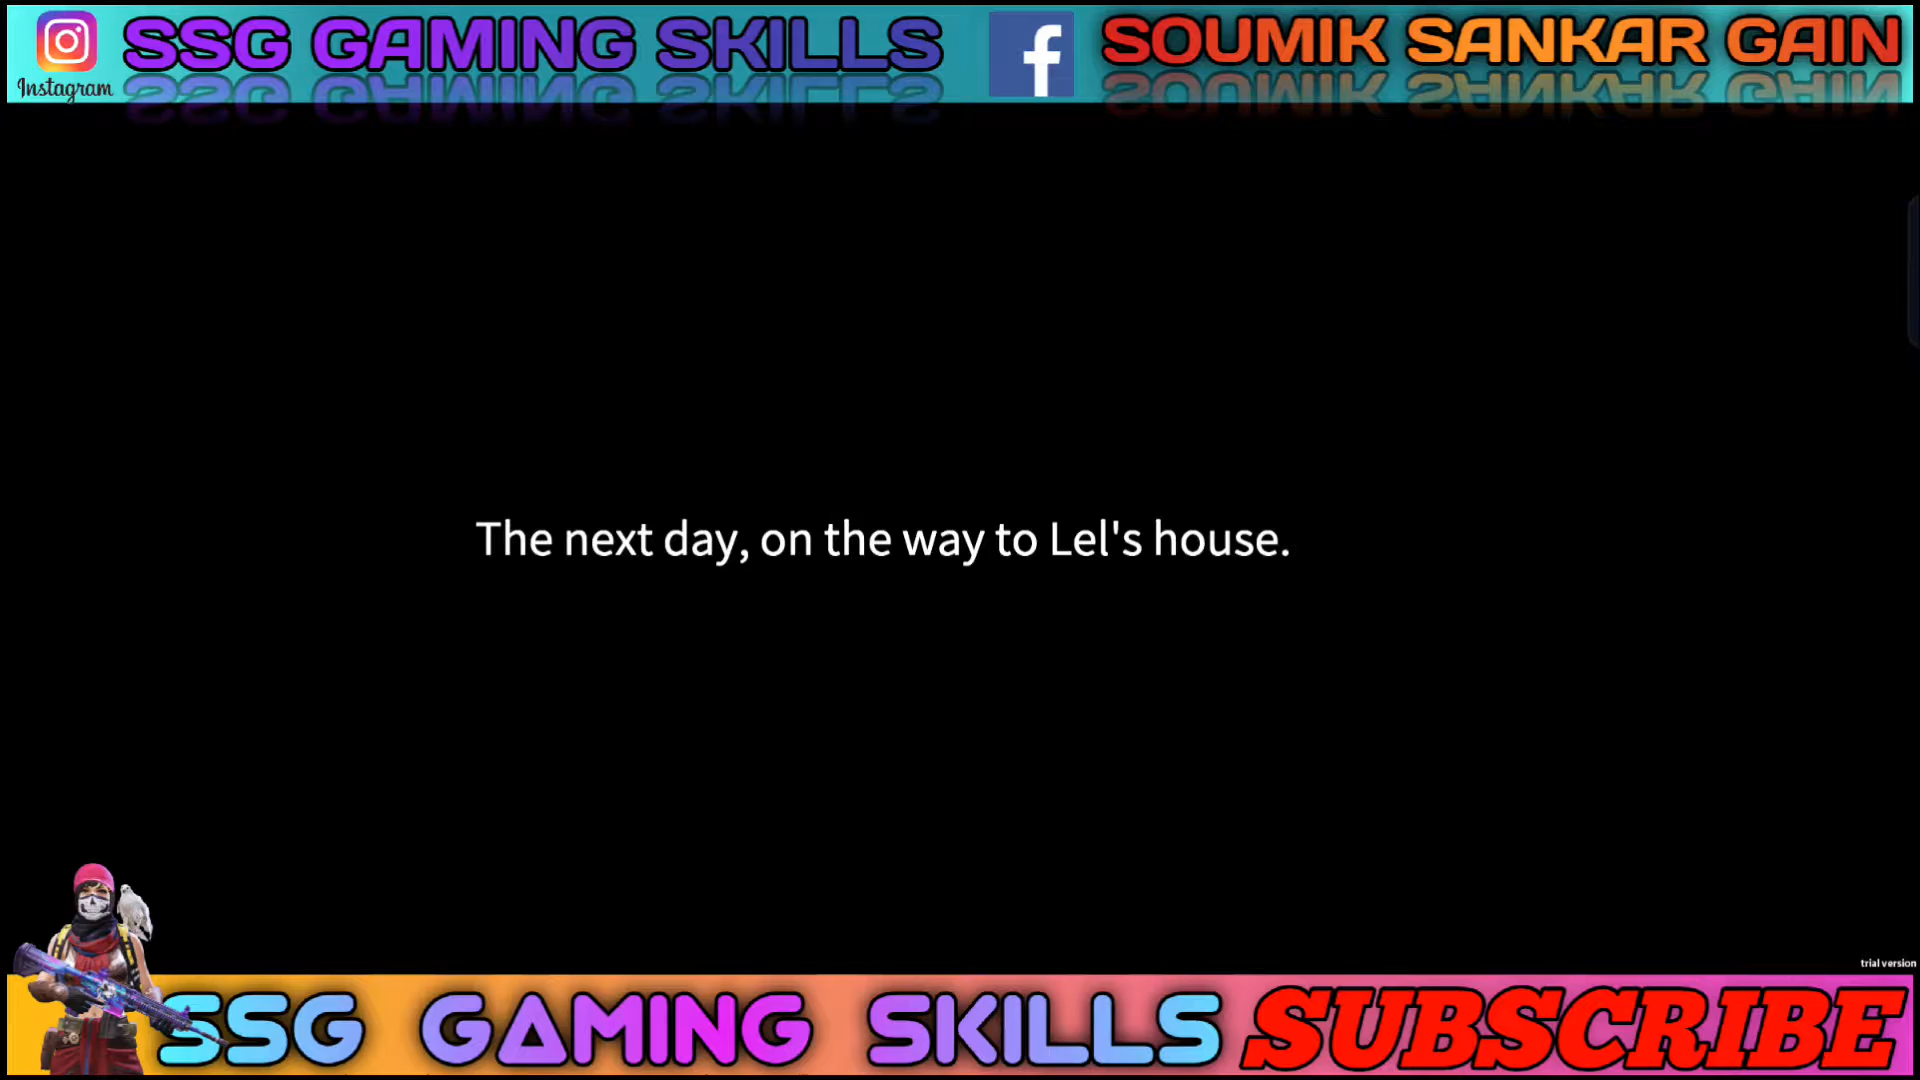 Instagram SSG GAMING SKILLS f SOUMIK SANKAR GAIN
The next day, on the way to Lel's house.
trial version
SSG GAMING SKILLS SUBSCRIBE